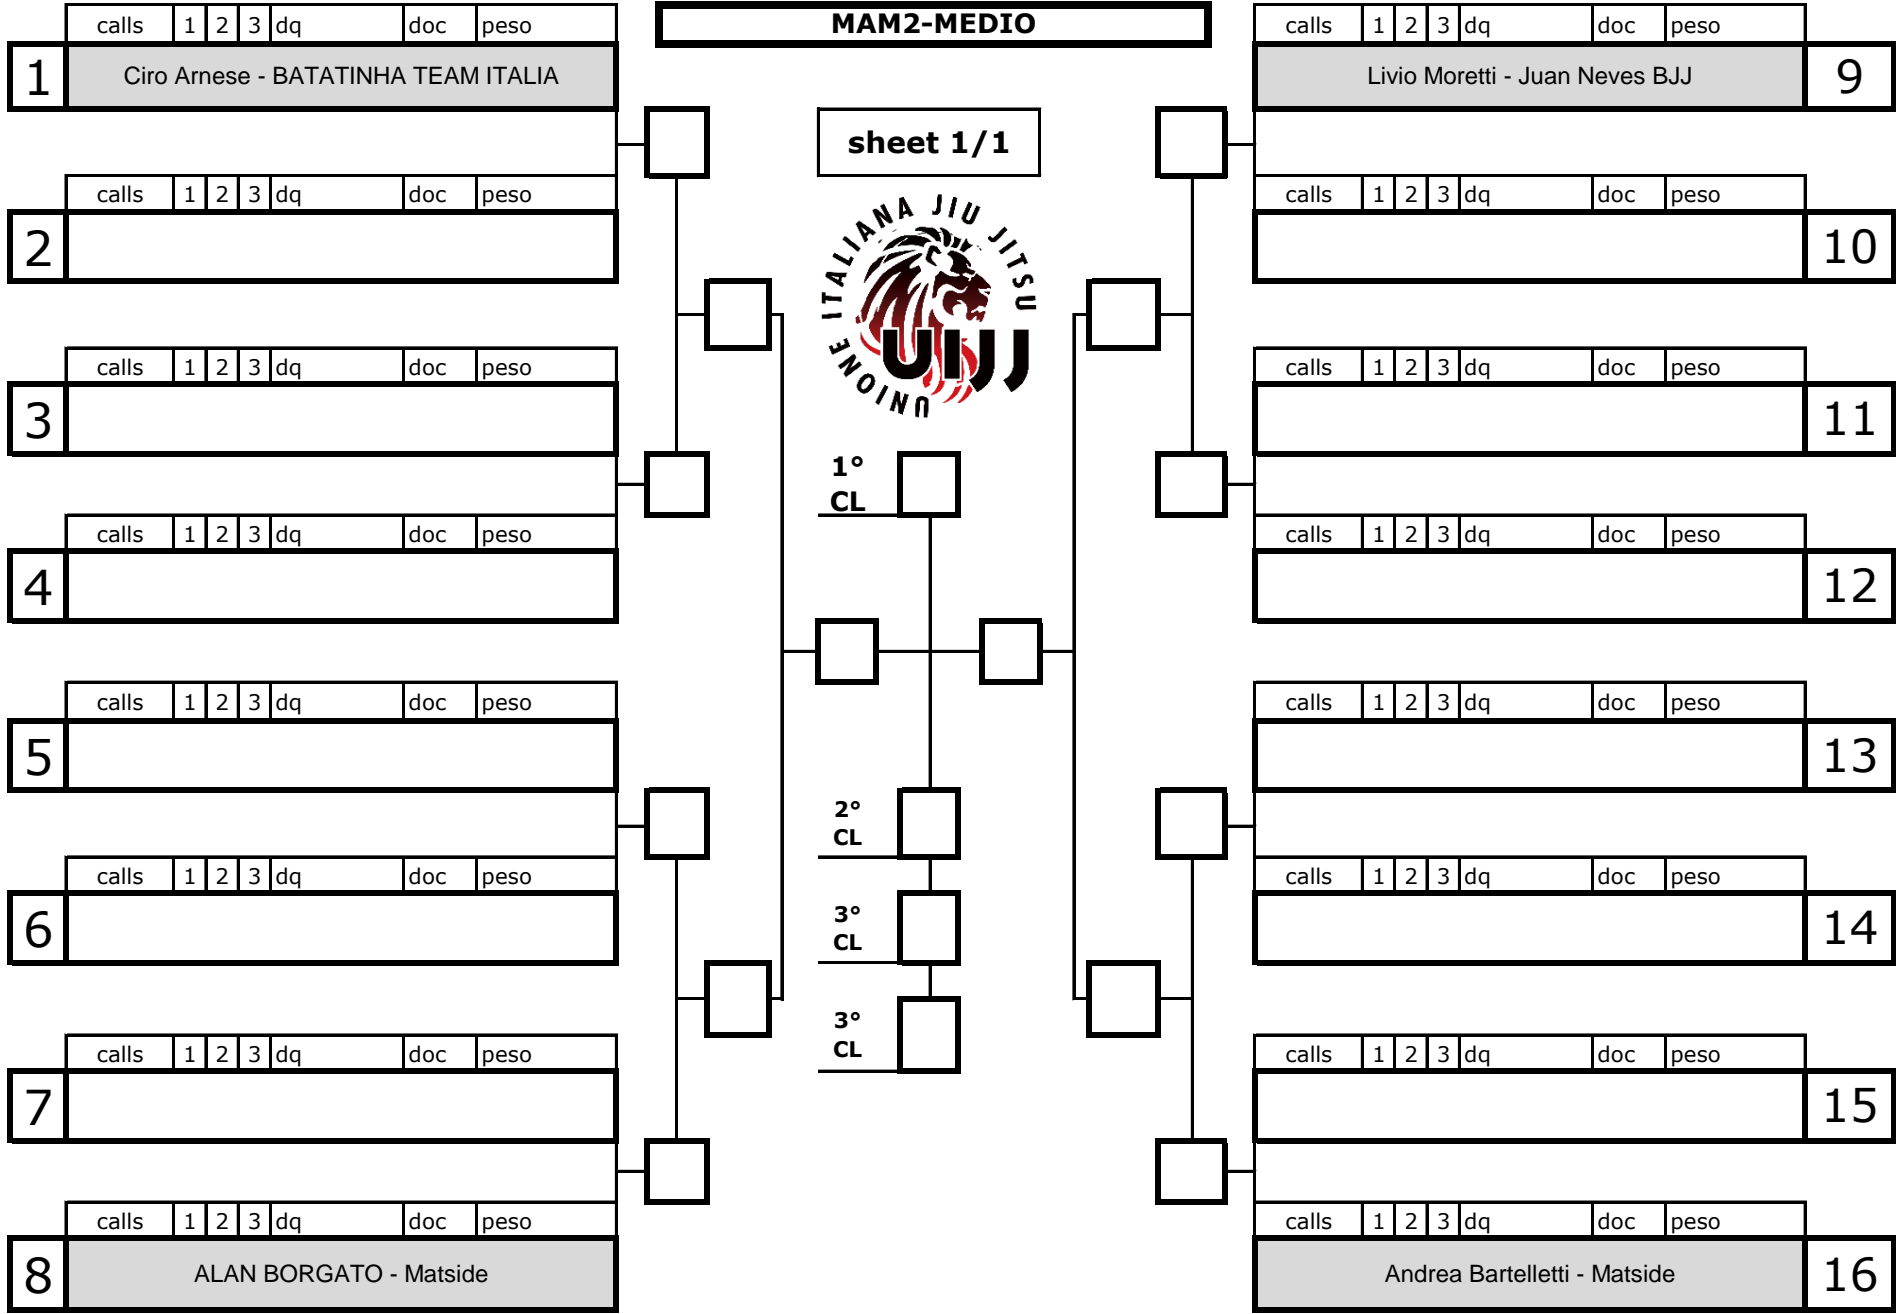 calls 1 2 3 dq doc peso
1 Ciro Arnese - BATATINHA TEAM ITALIA
calls 1 2 3 dq doc peso
2
calls 1 2 3 dq doc peso
3
calls 1 2 3 dq doc peso
4
calls 1 2 3 dq doc peso
5
calls 1 2 3 dq doc peso
6
calls 1 2 3 dq doc peso
7
calls 1 2 3 dq doc peso
8 ALAN BORGATO - Matside
MAM2-MEDIO
sheet 1/1
UNIONE ITALIANA JIU JITSU
UIJJ
1°
CL
2°
CL
3°
CL
3°
CL
calls 1 2 3 dq doc peso
Livio Moretti - Juan Neves BJJ 9
calls 1 2 3 dq doc peso
10
calls 1 2 3 dq doc peso
11
calls 1 2 3 dq doc peso
12
calls 1 2 3 dq doc peso
13
calls 1 2 3 dq doc peso
14
calls 1 2 3 dq doc peso
15
calls 1 2 3 dq doc peso
Andrea Bartelletti - Matside 16